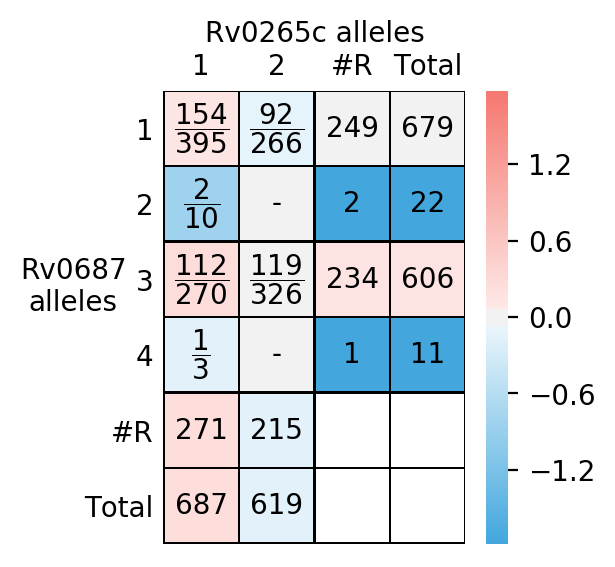 Rv0265c alleles
1 2 #R Total
1 154/395 92/266 249 679
2 2/10 - 2 22
Rv0687 alleles
3 112/270 119/326 234 606
4 1/3 - 1 11
#R 271 215
Total 687 619
1.2
0.6
0.0
−0.6
−1.2